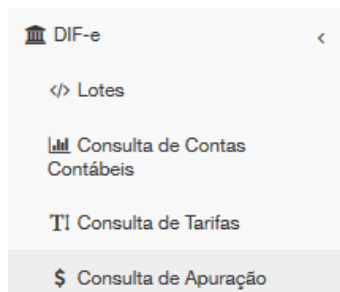 DIF-e
Lotes
Consulta de Contas
Contábeis
Consulta de Tarifas
Consulta de Apuração